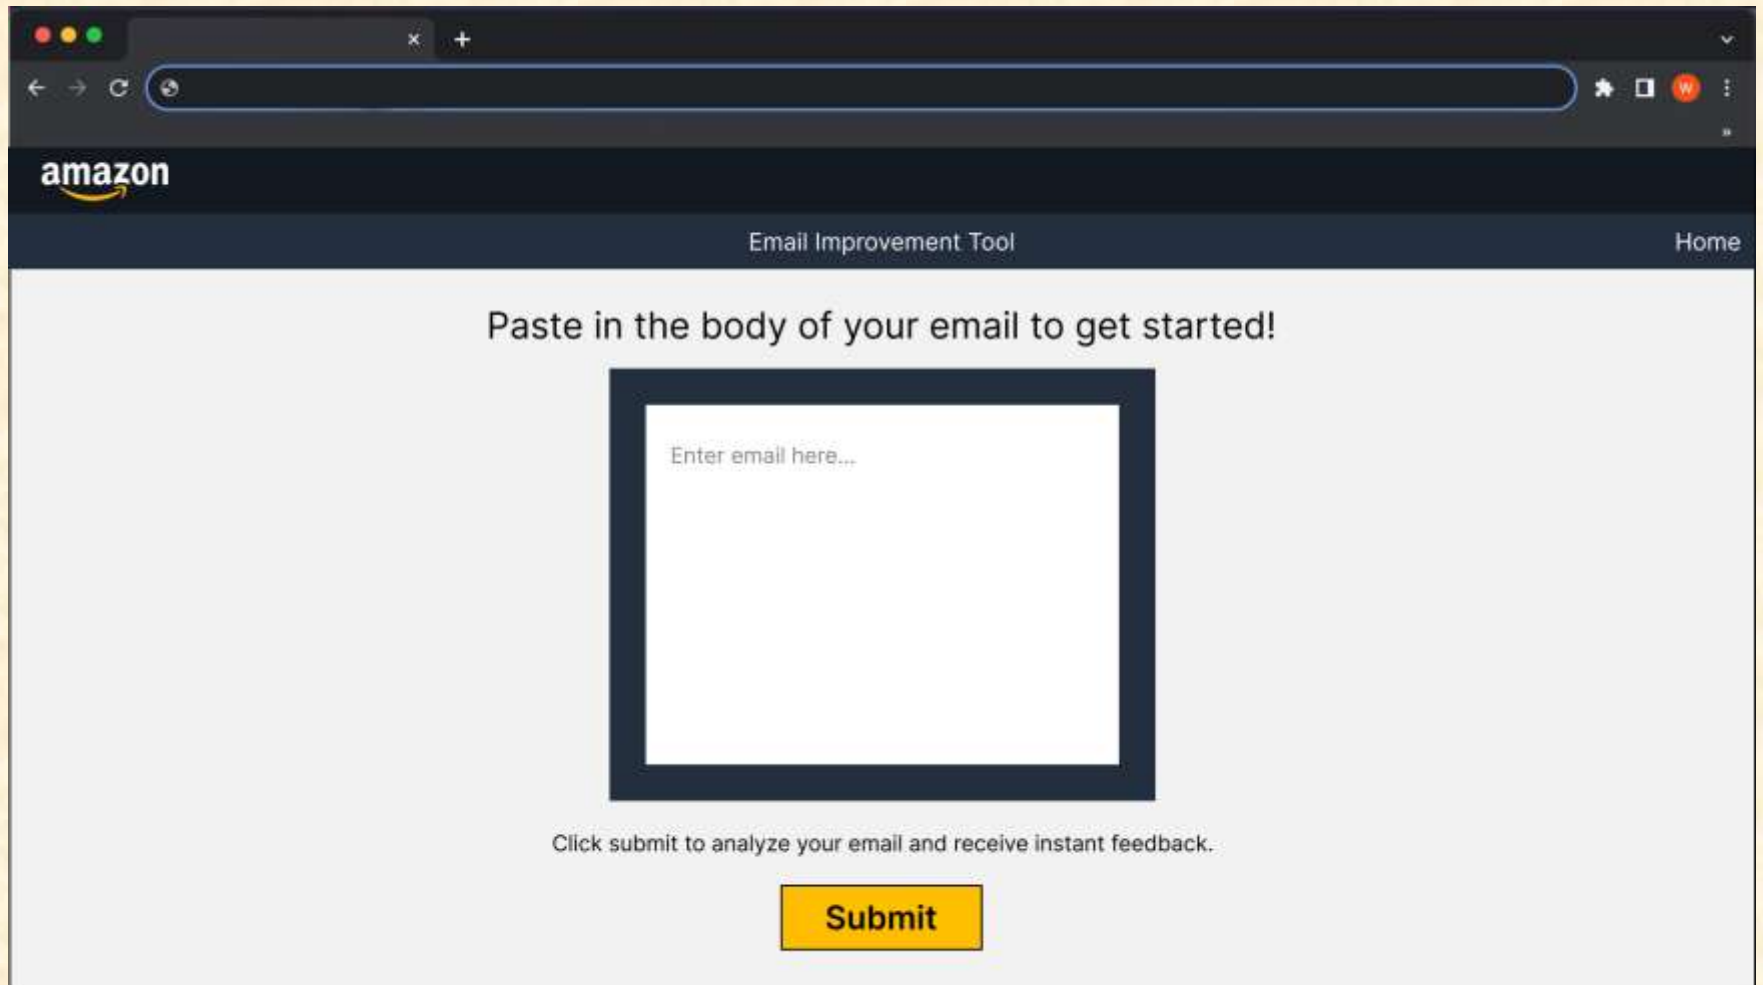 W
amazon
Email Improvement Tool
Home
Paste in the body of your email to get started!
Enter email here...
Click submit to analyze your email and receive instant feedback.
Submit